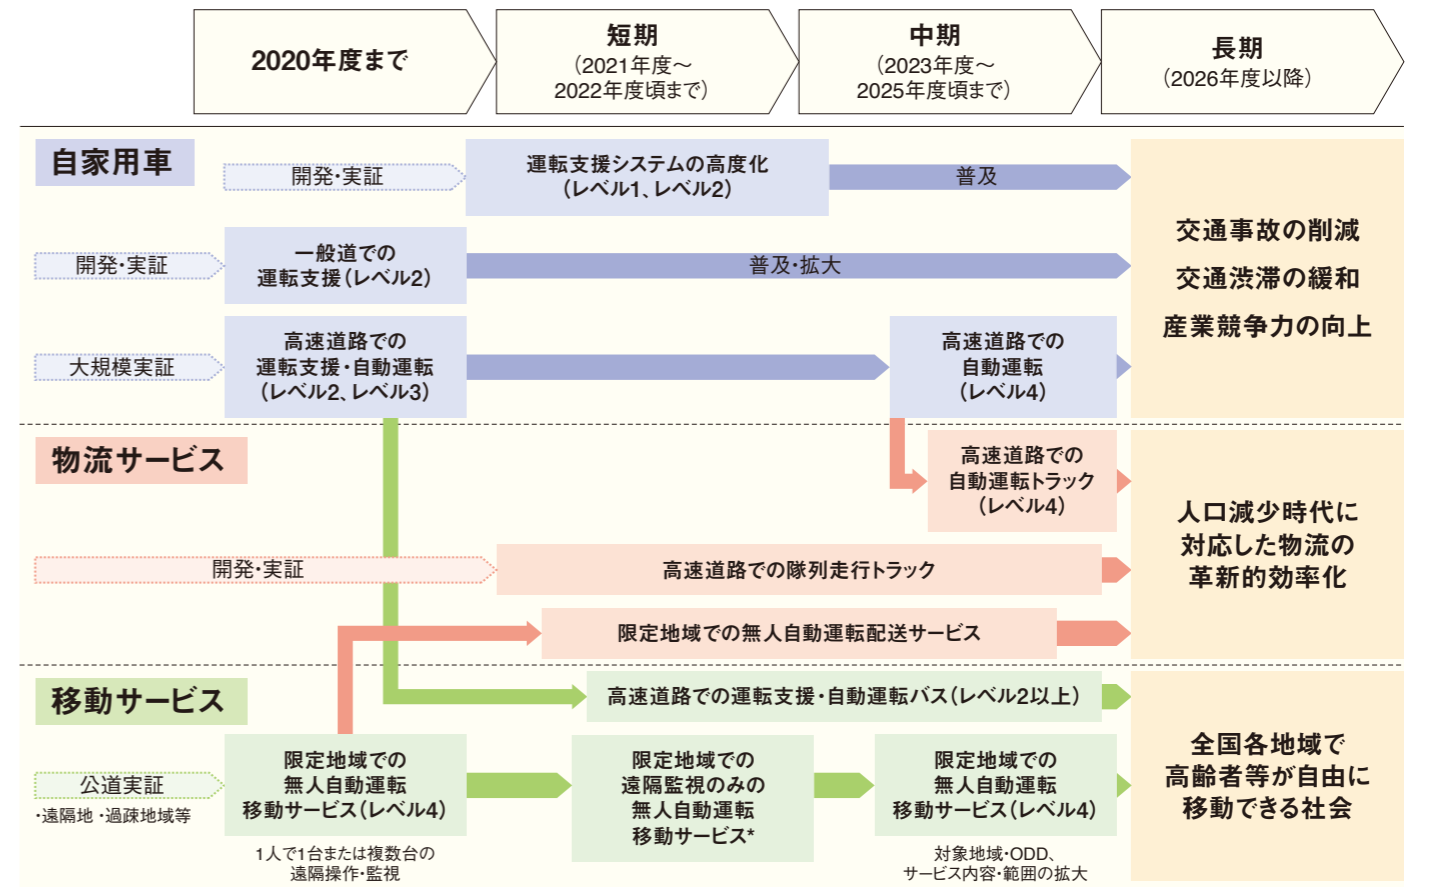 2020年度まで
短期
（2021年度〜
2022年度頃まで）
中期
（2023年度〜
2025年度頃まで）
長期
（2026年度以降）
自家用車
開発・実証
運転支援システムの高度化
（レベル1、レベル2）
普及
開発・実証
一般道での
運転支援（レベル2）
普及・拡大
大規模実証
高速道路での
運転支援・自動運転
（レベル2、レベル3）
高速道路での
自動運転
（レベル4）
交通事故の削減
交通渋滞の緩和
産業競争力の向上
物流サービス
高速道路での
自動運転トラック
（レベル4）
開発・実証
高速道路での隊列走行トラック
限定地域での無人自動運転配送サービス
人口減少時代に
対応した物流の
革新的効率化
移動サービス
高速道路での運転支援・自動運転バス（レベル2以上）
公道実証
・遠隔地 ・過疎地域等
限定地域での
無人自動運転
移動サービス（レベル4）
1人で1台または複数台の
遠隔操作・監視
限定地域での
遠隔監視のみの
無人自動運転
移動サービス*
限定地域での
無人自動運転
移動サービス（レベル4）
対象地域・ODD、
サービス内容・範囲の拡大
全国各地域で
高齢者等が自由に
移動できる社会